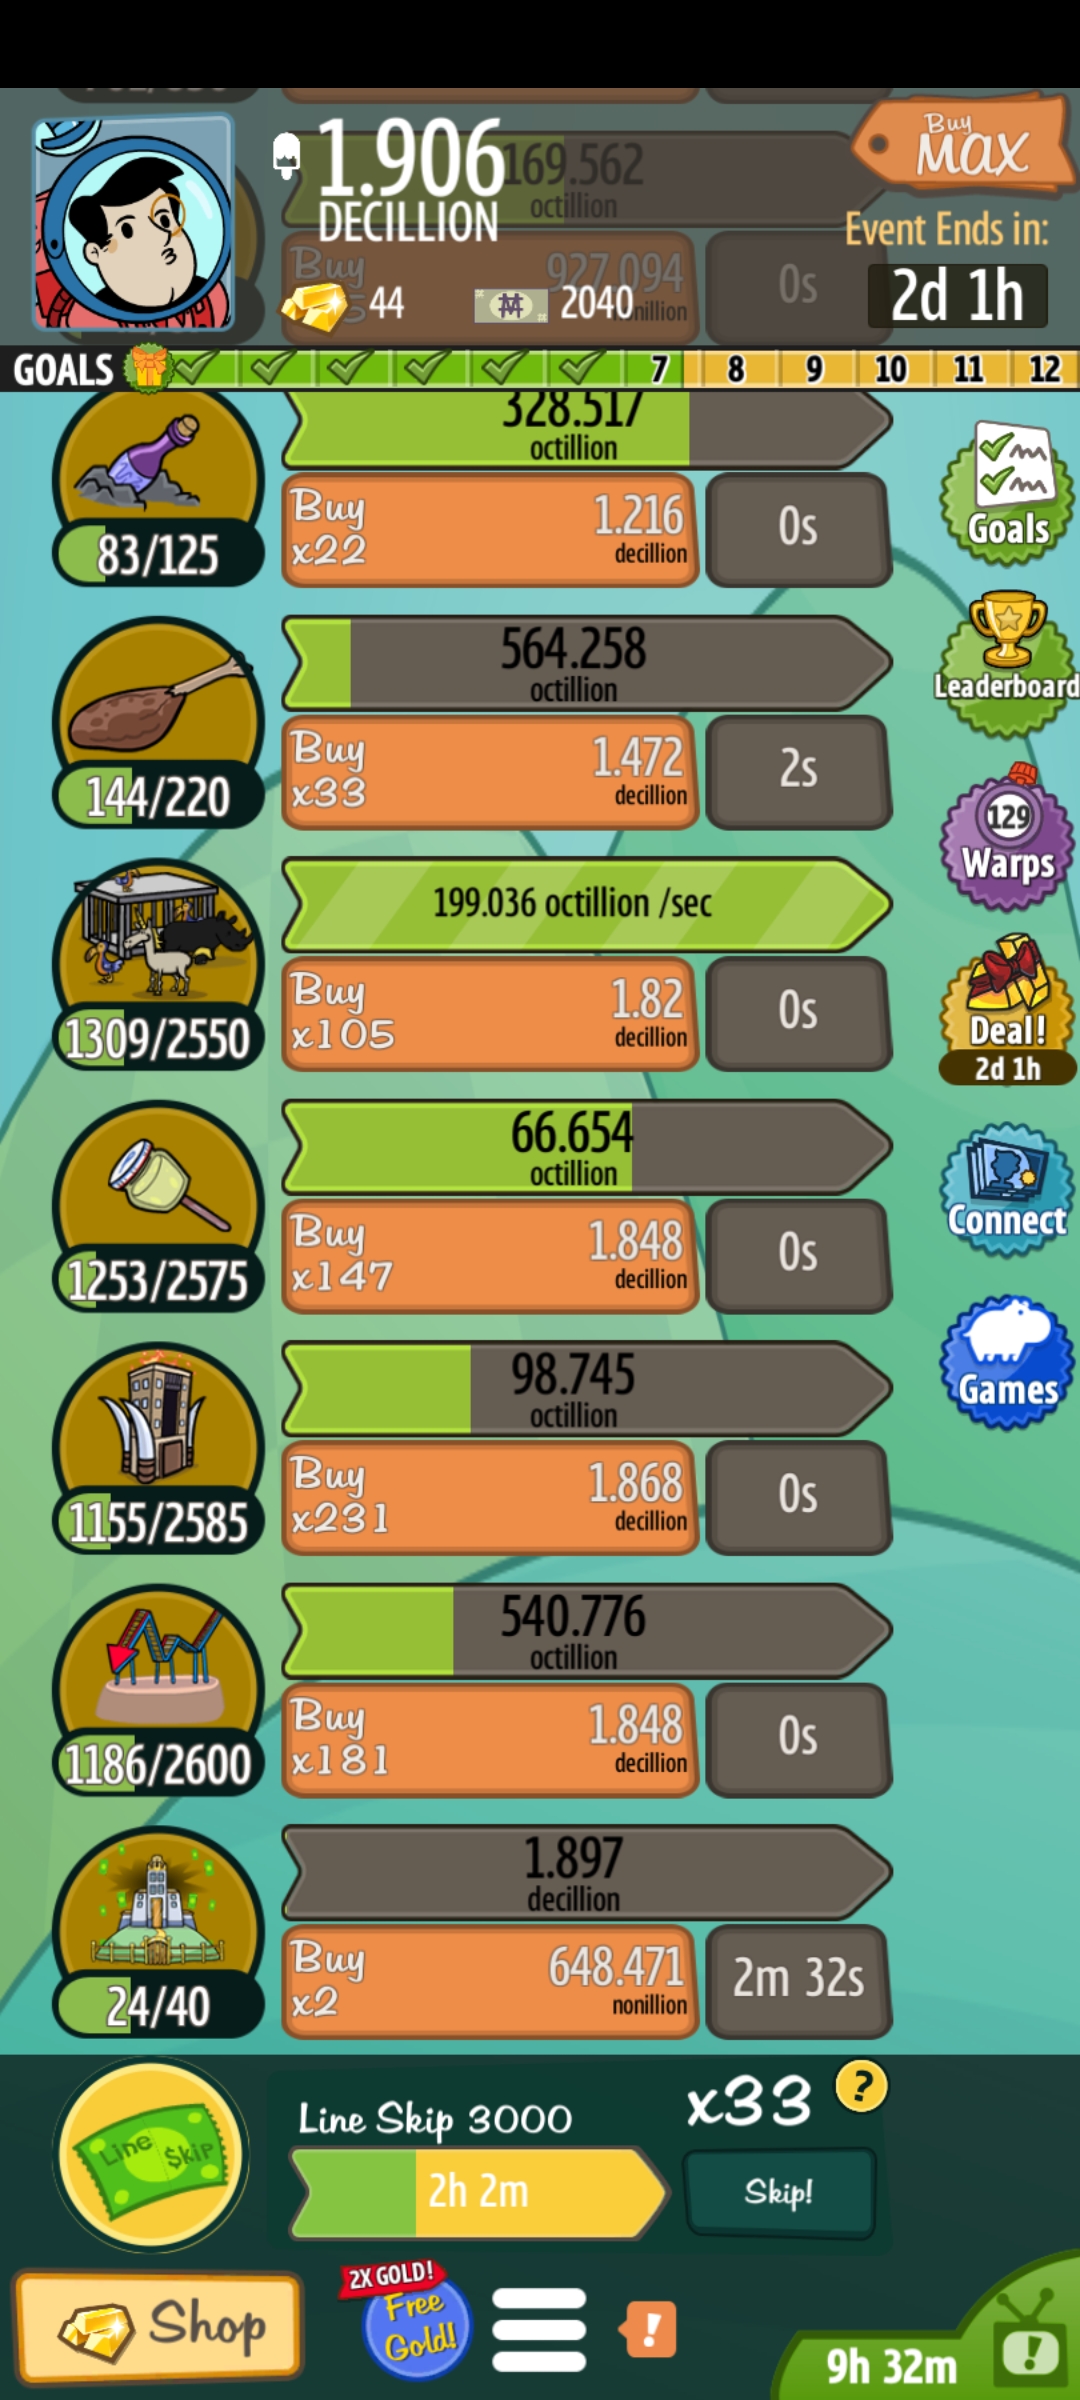 1.906
DECILLION
169.562
octillion
Buy
MAX
Event Ends in:
2d 1h
Buy
927.094
0s
44
2040
GOALS
7
8
9
10
11
12
328.517
octillion
83/125
Buy
x22
1.216
decillion
0s
Goals
564.258
octillion
144/220
Buy
x33
1.472
decillion
2s
Leaderboard
199.036 octillion /sec
1309/2550
Buy
x105
1.82
decillion
0s
129
Warps
Deal!
2d 1h
66.654
octillion
1253/2575
Buy
x147
1.848
decillion
0s
Connect
98.745
octillion
1155/2585
Buy
x231
1.868
decillion
0s
Games
540.776
octillion
1186/2600
Buy
x181
1.848
decillion
0s
1.897
decillion
24/40
Buy
x2
648.471
nonillion
2m 32s
Line $kip
Line Skip 3000
x33
?
2h 2m
Skip!
Shop
2X GOLD!
Free
Gold!
!
9h 32m
!